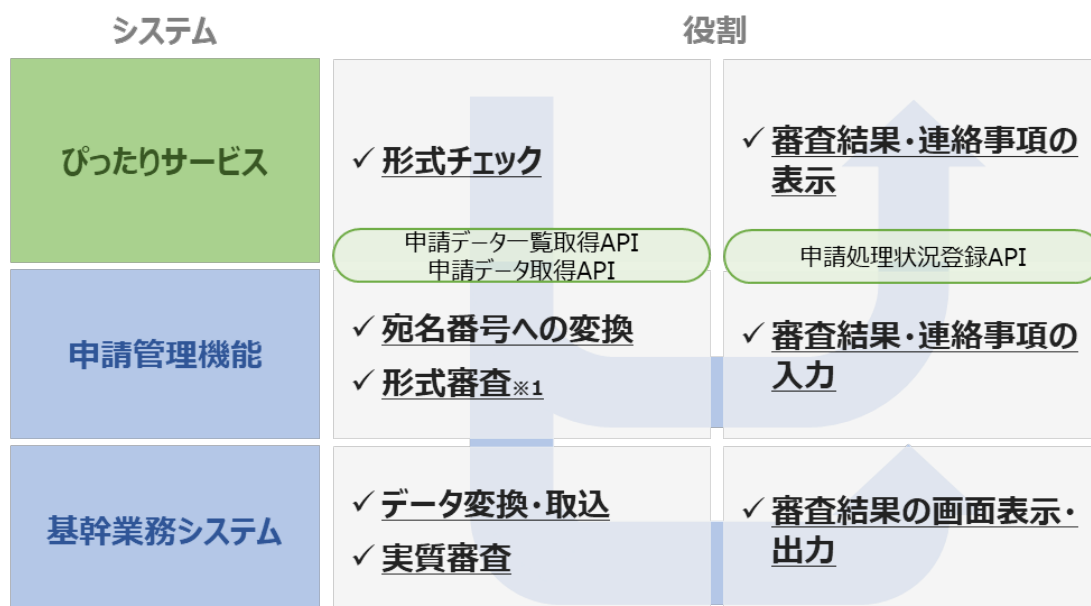 システム
役割
ぴったりサービス
✓ 形式チェック
✓ 審査結果・連絡事項の
表示
申請データ一覧取得API
申請データ取得API
申請処理状況登録API
申請管理機能
✓ 宛名番号への変換
✓ 形式審査※1
✓ 審査結果・連絡事項の
入力
基幹業務システム
✓ データ変換・取込
✓ 実質審査
✓ 審査結果の画面表示・
出力